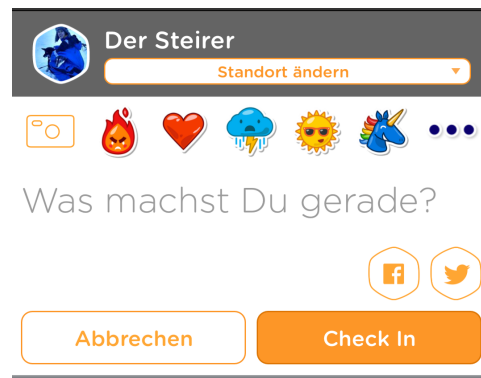 Der Steirer
Standort ändern
Was machst Du gerade?
Abbrechen
Check In